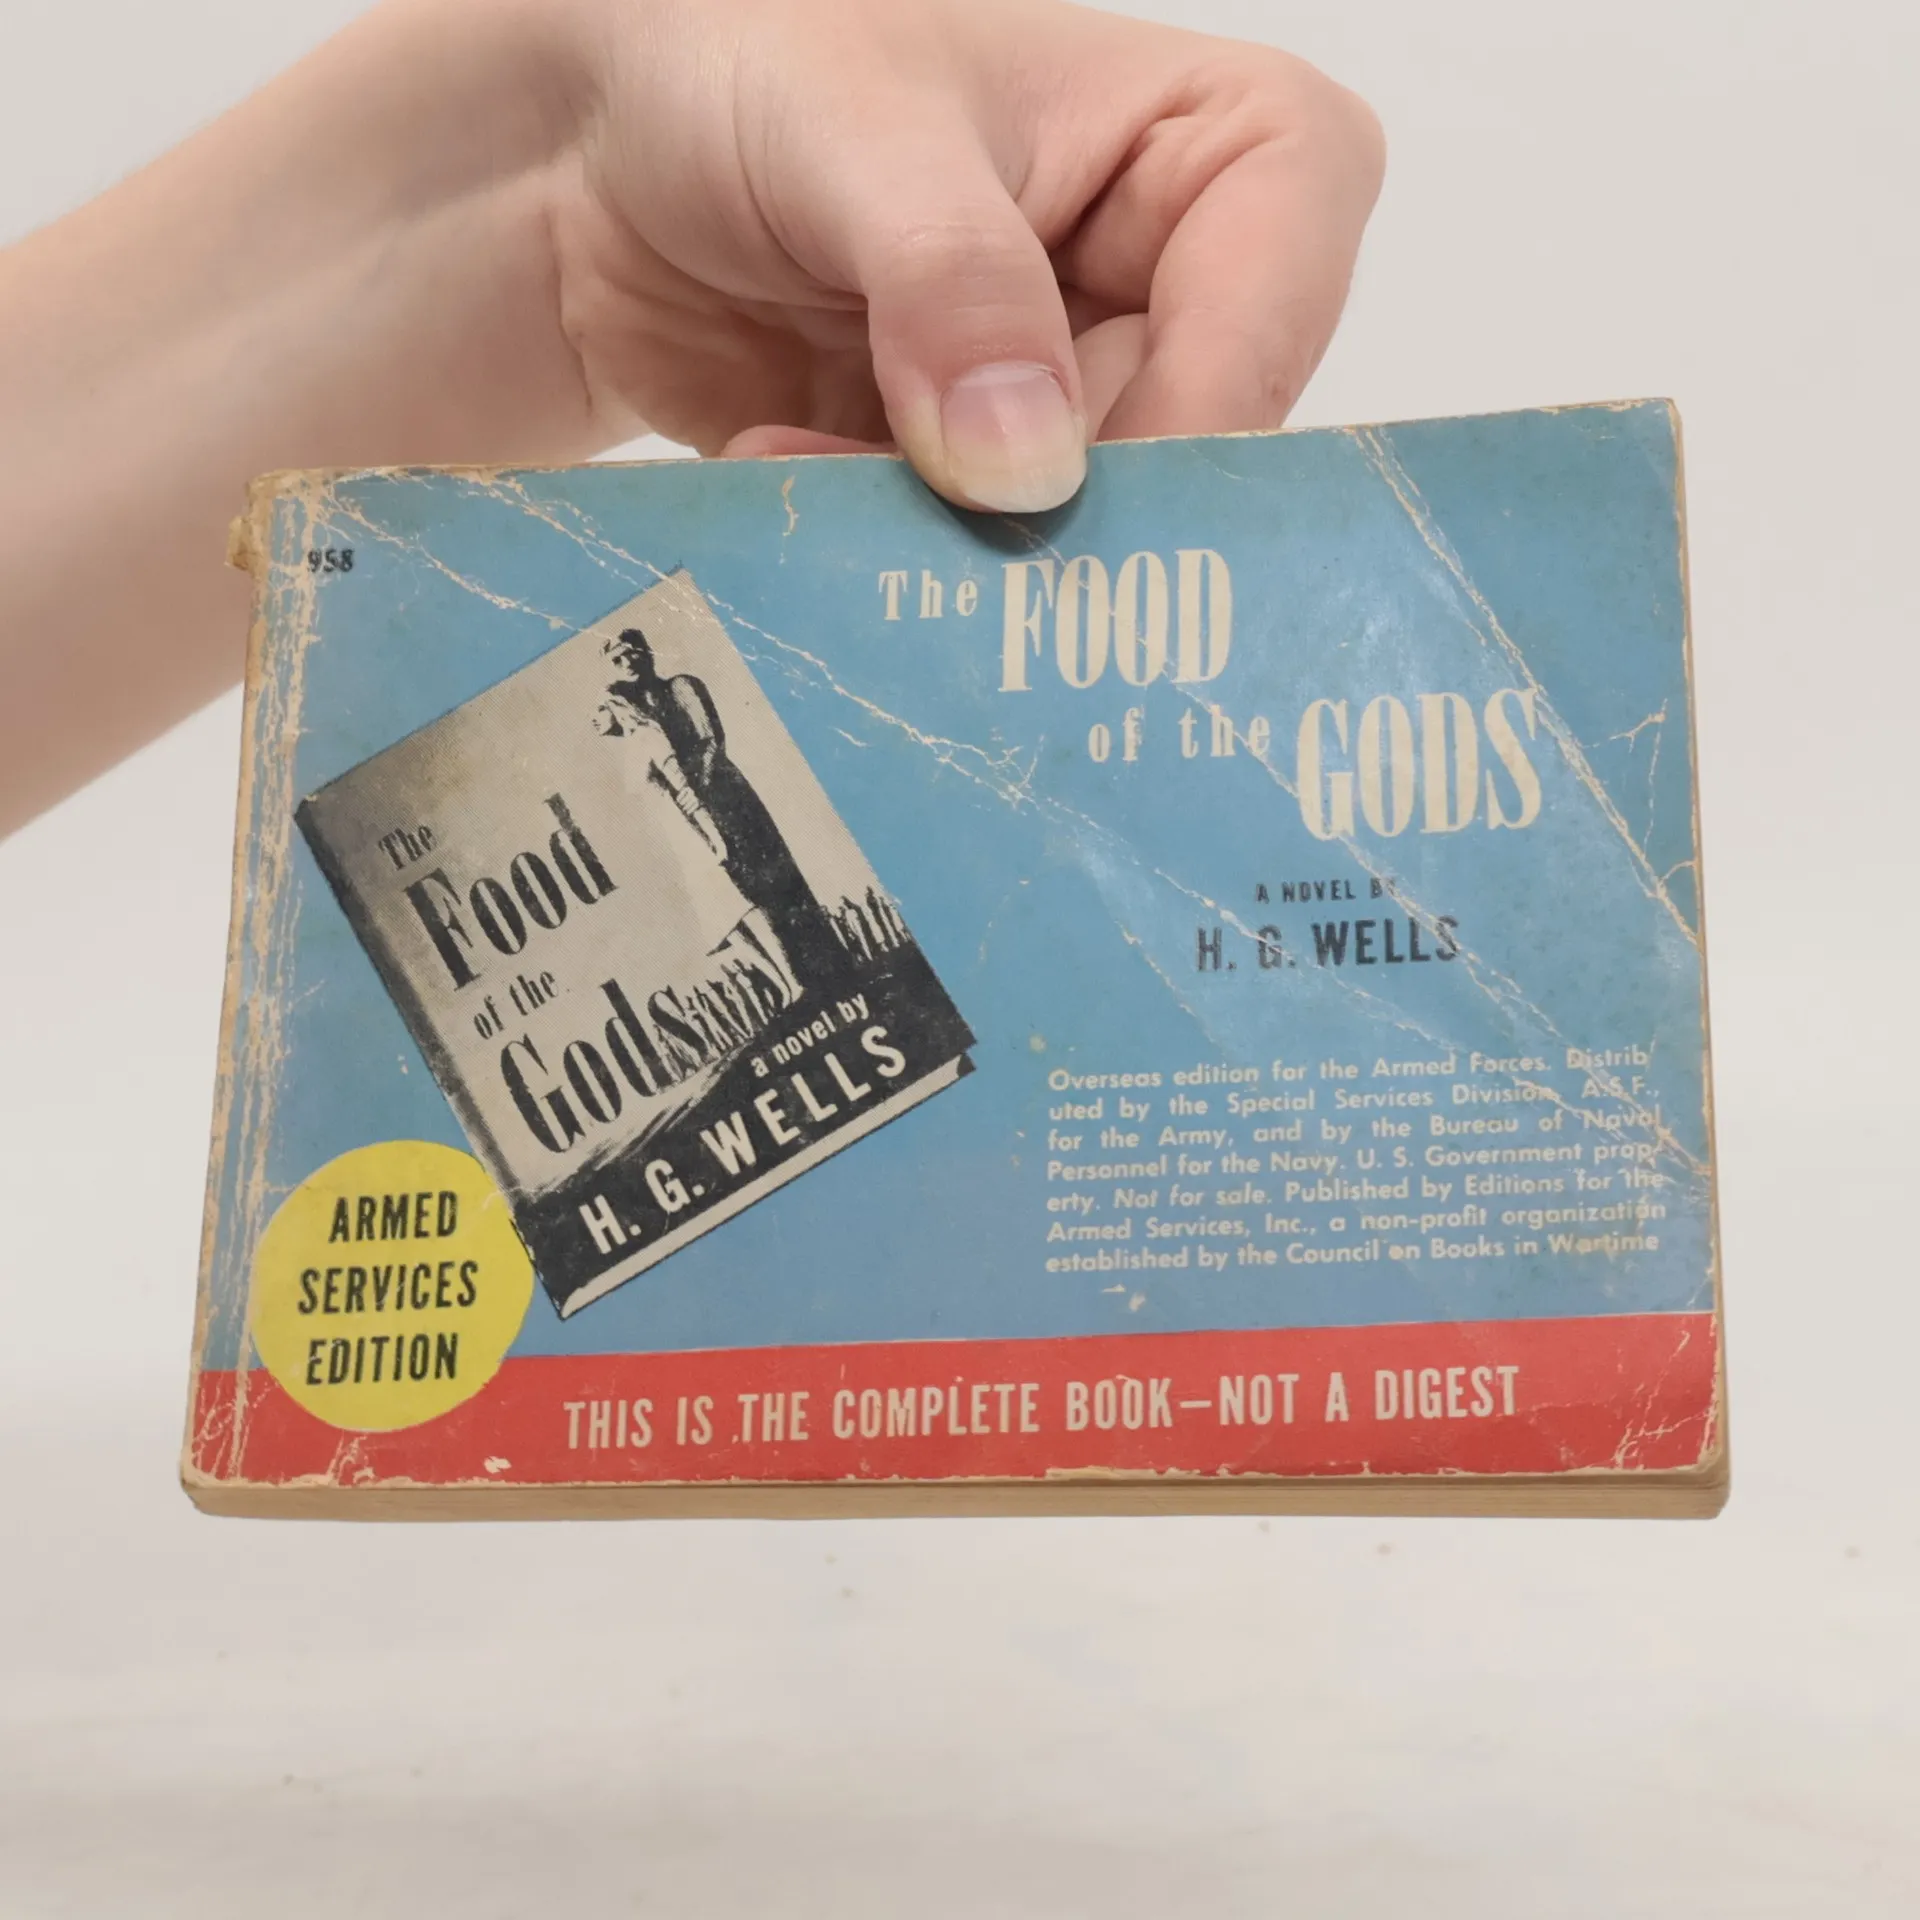 958
The FOOD
of the GODS
A NOVEL BY
H. G. WELLS
The
Food
of the
Gods
a novel by
H. G. WELLS
Overseas edition for the Armed Forces. Distrib-
uted by the Special Services Division, A.S.F.,
for the Army, and by the Bureau of Naval
Personnel for the Navy. U. S. Government prop-
erty. Not for sale. Published by Editions for the
Armed Services, Inc., a non-profit organization
established by the Council on Books in Wartime
ARMED
SERVICES
EDITION
THIS IS THE COMPLETE BOOK—NOT A DIGEST